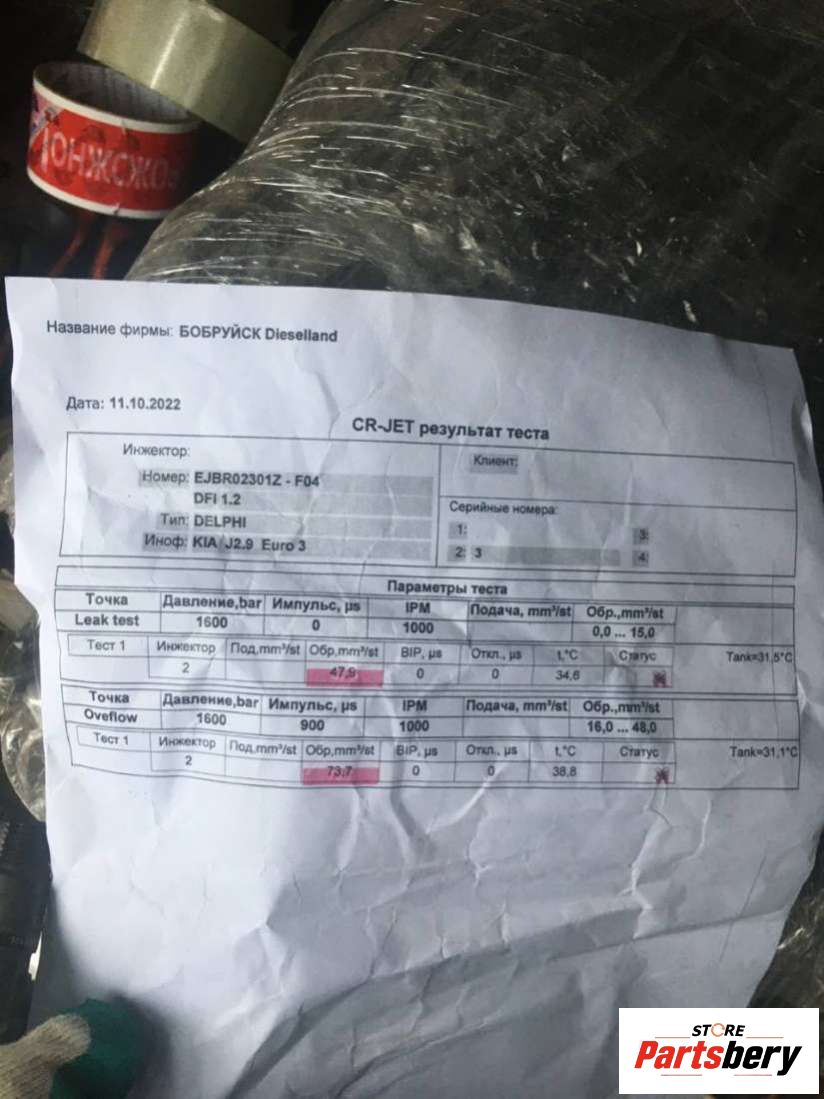 Название фирмы: БОБРУЙСК Dieselland
Дата: 11.10.2022
CR-JET результат теста
Инжектор:
Номер: EJBR02301Z - F04
DFI 1.2
Тип: DELPHI
Иноф: KIA J2.9 Euro 3
Клиент:
Серийные номера:
1: 3:
2: 3 4:
Параметры теста
Точка Давление,bar Импульс, µs IPM Подача, mm³/st Обр.,mm³/st
Leak test 1600 0 1000 0,0 ... 15,0
Тест 1 Инжектор Под,mm³/st Обр,mm³/st BIP, µs Откл., µs t,°C Статус Tank=31,5°C
2 47,9 0 0 34,6
Точка Давление,bar Импульс, µs IPM Подача, mm³/st Обр.,mm³/st
Oveflow 1600 900 1000 16,0 ... 48,0
Тест 1 Инжектор Под,mm³/st Обр,mm³/st BIP, µs Откл., µs t,°C Статус Tank=31,1°C
2 73,7 0 0 38,8
STORE
Partsbery